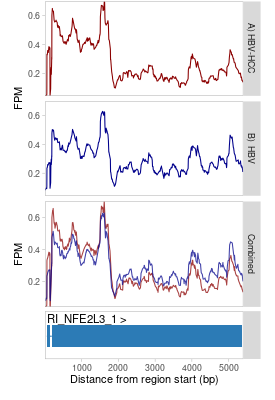 0.6
0.4
0.2
A) HBV-HCC
0.6
0.4
0.2
FPM
B) HBV
0.6
0.4
0.2
FPM
Combined
RI_NFE2L3_1 >
1000 2000 3000 4000 5000
Distance from region start (bp)